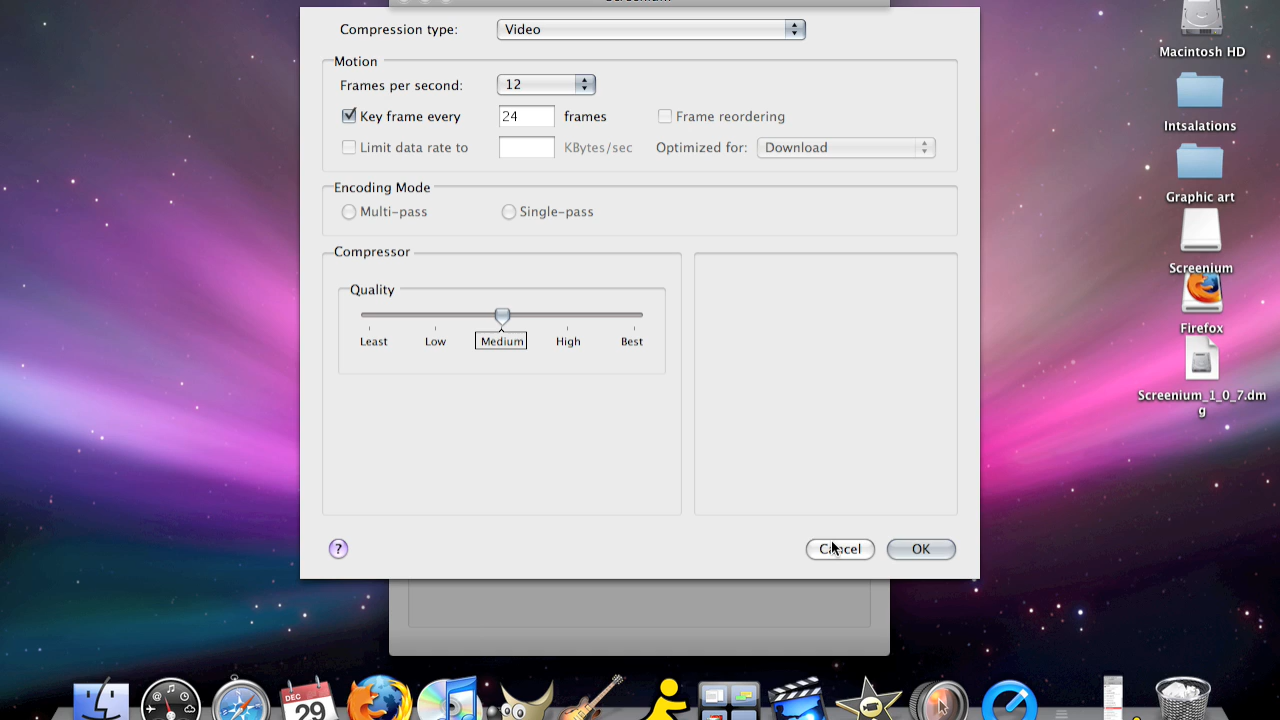 Screenium
Compression type: Video
Motion
Frames per second: 12
Key frame every 24 frames Frame reordering
Limit data rate to KBytes/sec Optimized for: Download
Encoding Mode
Multi-pass Single-pass
Compressor
Quality
Least Low Medium High Best
? Cancel OK
Macintosh HD
Intsalations
Graphic art
Screenium
Firefox
Screenium_1_0_7.dm
g
DEC
29